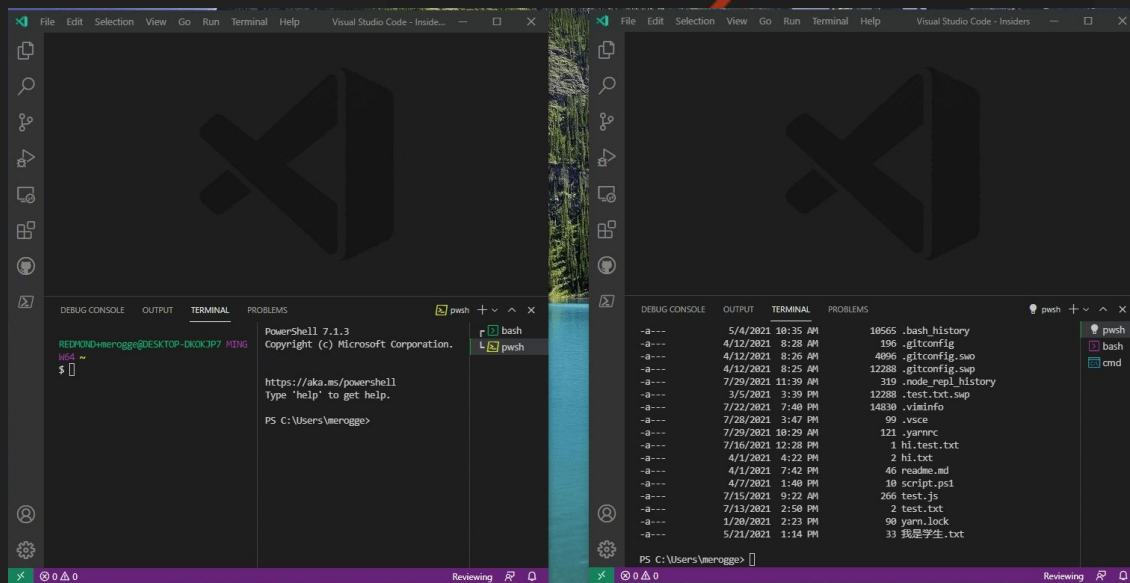 File Edit Selection View Go Run Terminal Help Visual Studio Code - Inside...
DEBUG CONSOLE OUTPUT TERMINAL PROBLEMS pwsh
REDMOND+merogge@DESKTOP-DKOKJP7 MING
W64 ~
$
PowerShell 7.1.3
Copyright (c) Microsoft Corporation.
https://aka.ms/powershell
Type 'help' to get help.
PS C:\Users\merogge>
bash
pwsh
0 0 Reviewing
File Edit Selection View Go Run Terminal Help Visual Studio Code - Insiders
DEBUG CONSOLE OUTPUT TERMINAL PROBLEMS pwsh
-a--- 5/4/2021 10:35 AM 10565 .bash_history
-a--- 4/12/2021 8:28 AM 196 .gitconfig
-a--- 4/12/2021 8:26 AM 4096 .gitconfig.swo
-a--- 4/12/2021 8:25 AM 12288 .gitconfig.swp
-a--- 7/29/2021 11:39 AM 319 .node_repl_history
-a--- 3/5/2021 3:39 PM 12288 .test.txt.swp
-a--- 7/22/2021 7:40 PM 14830 .viminfo
-a--- 7/28/2021 3:47 PM 99 .vsce
-a--- 7/29/2021 10:29 AM 121 .yarnrc
-a--- 7/16/2021 12:28 PM 1 hi.test.txt
-a--- 4/1/2021 4:22 PM 2 hi.txt
-a--- 4/1/2021 7:42 PM 46 readme.md
-a--- 4/7/2021 1:40 PM 10 script.ps1
-a--- 7/15/2021 9:22 AM 266 test.js
-a--- 7/13/2021 2:50 PM 2 test.txt
-a--- 1/20/2021 2:23 PM 90 yarn.lock
-a--- 5/21/2021 1:14 PM 33 我是学生.txt
PS C:\Users\merogge>
pwsh
bash
cmd
0 0 Reviewing